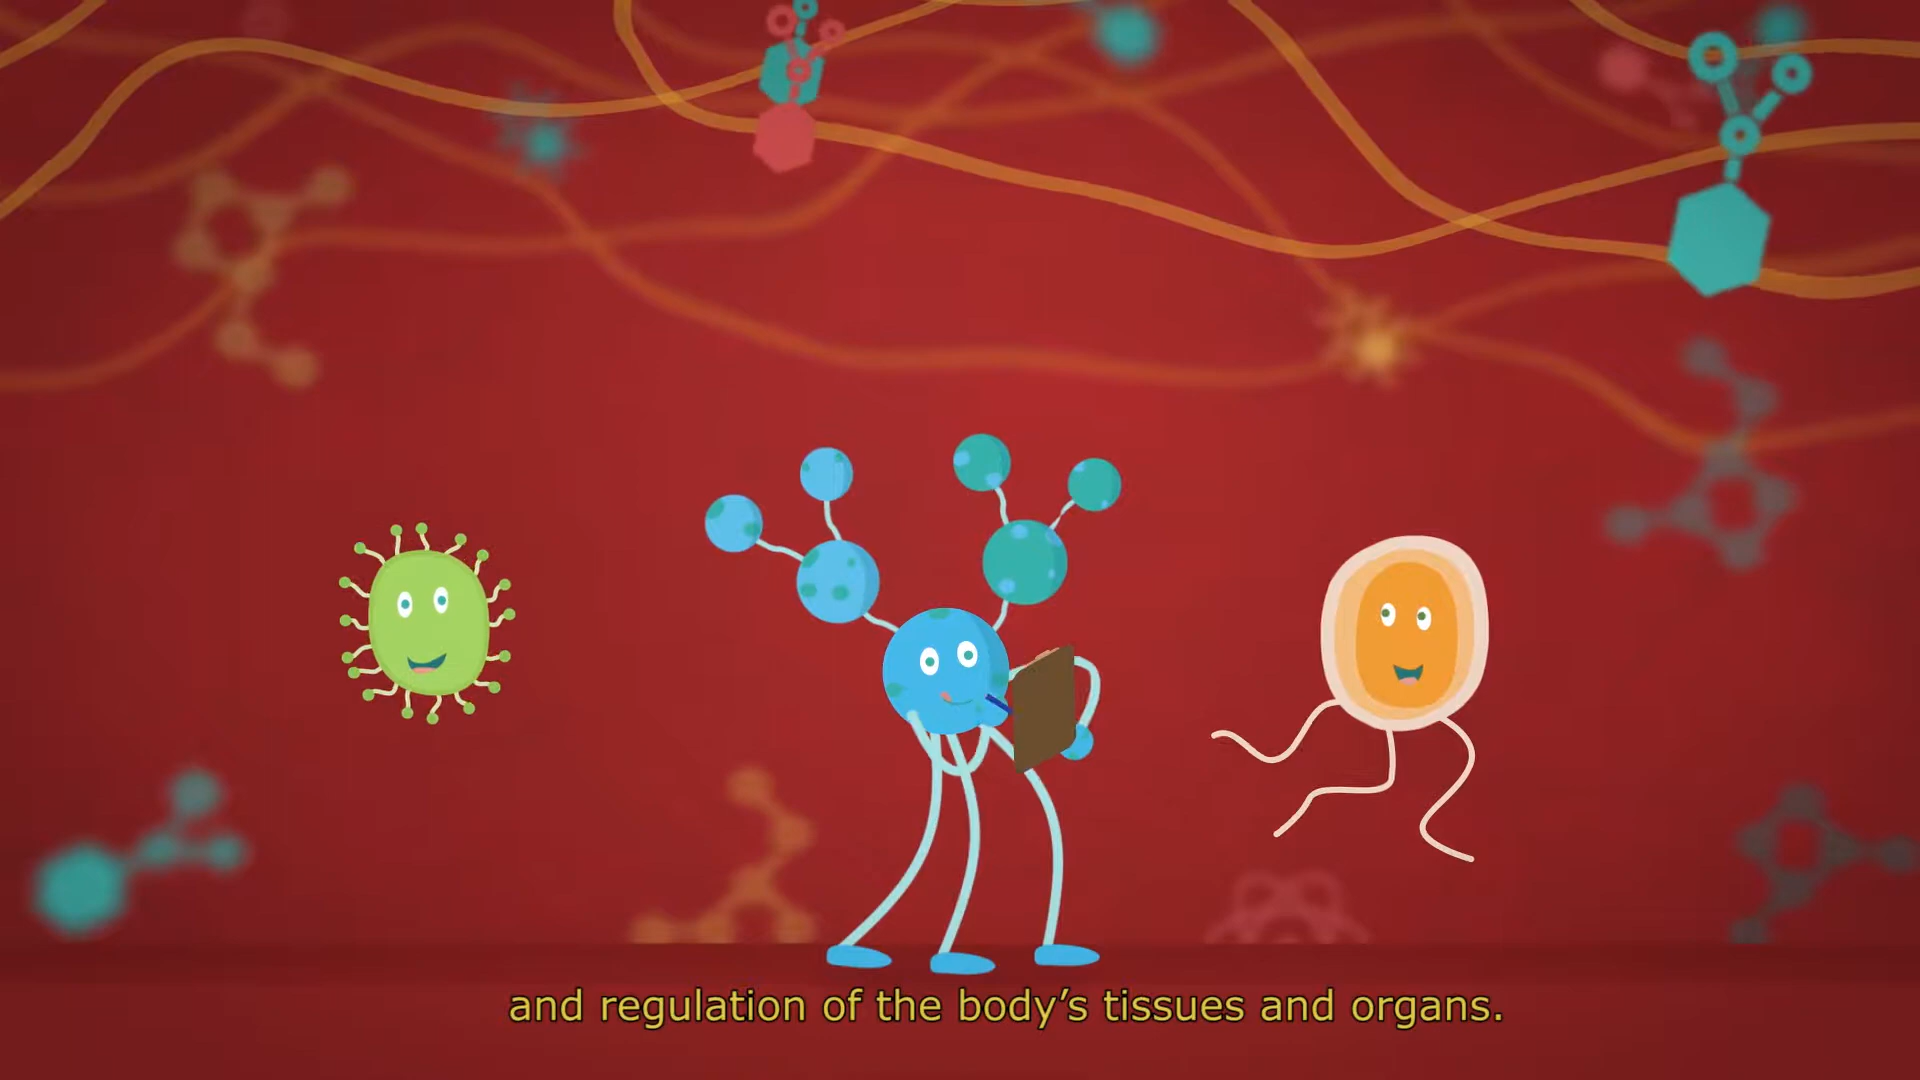 and regulation of the body’s tissues and organs.